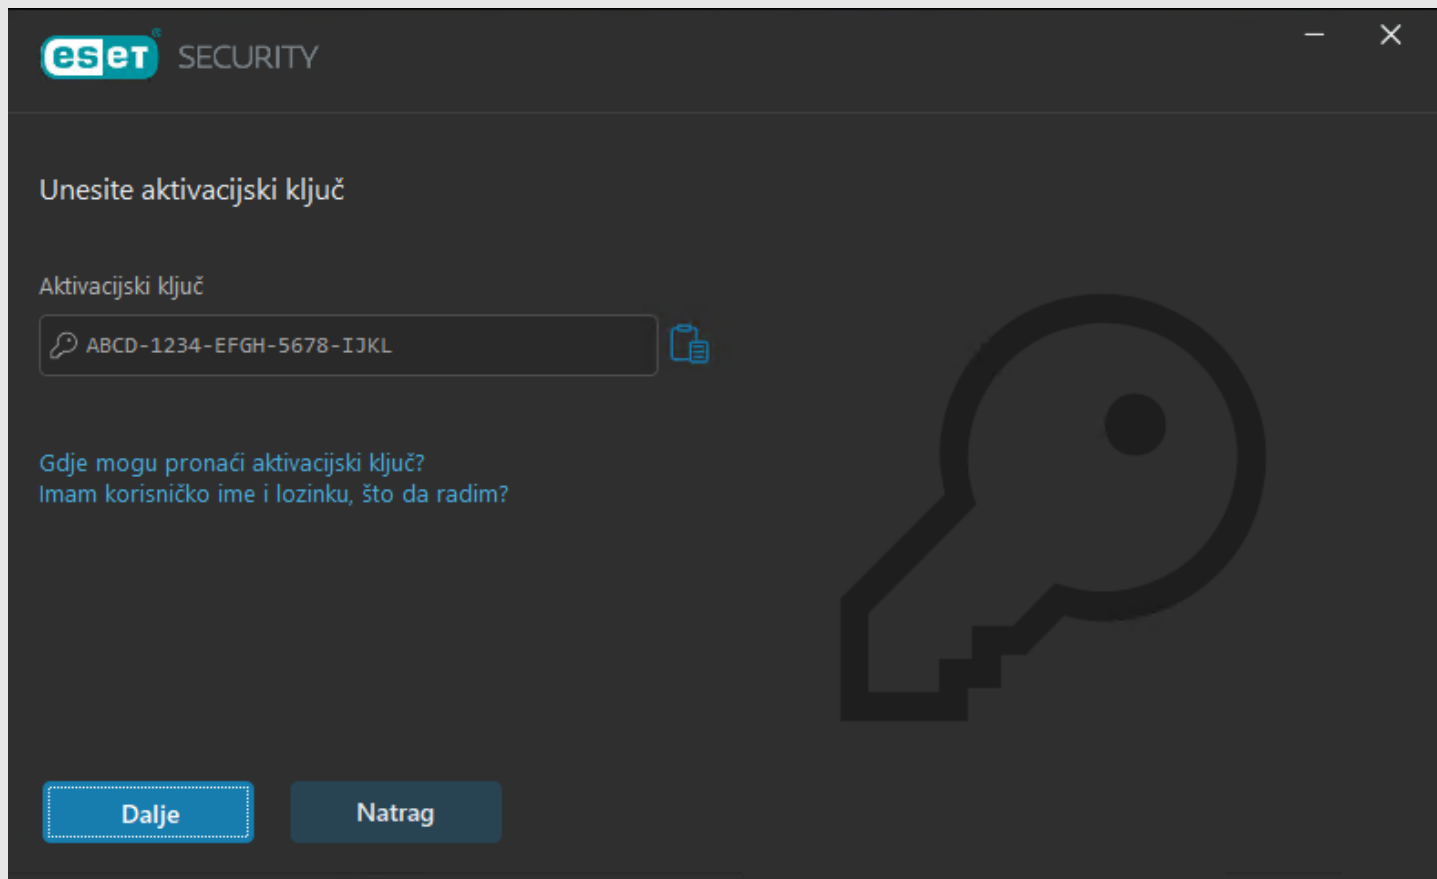 eset® SECURITY
Unesite aktivacijski ključ
Aktivacijski ključ
ABCD-1234-EFGH-5678-IJKL
Gdje mogu pronaći aktivacijski ključ?
Imam korisničko ime i lozinku, što da radim?
Dalje
Natrag